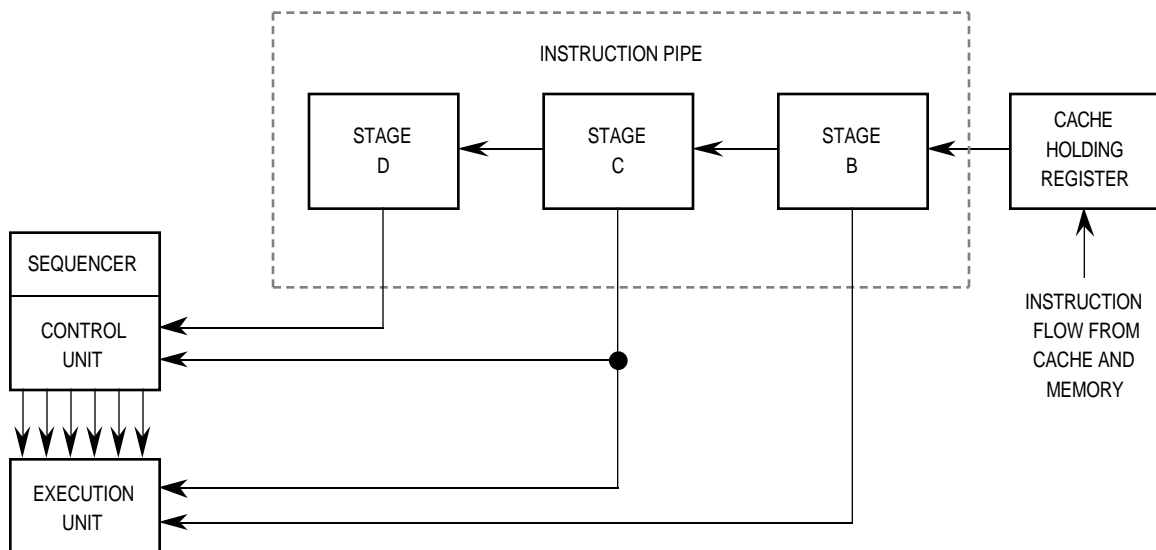 INSTRUCTION PIPE
STAGE
D
STAGE
C
STAGE
B
CACHE
HOLDING
REGISTER
SEQUENCER
CONTROL
UNIT
INSTRUCTION
FLOW FROM
CACHE AND
MEMORY
EXECUTION
UNIT